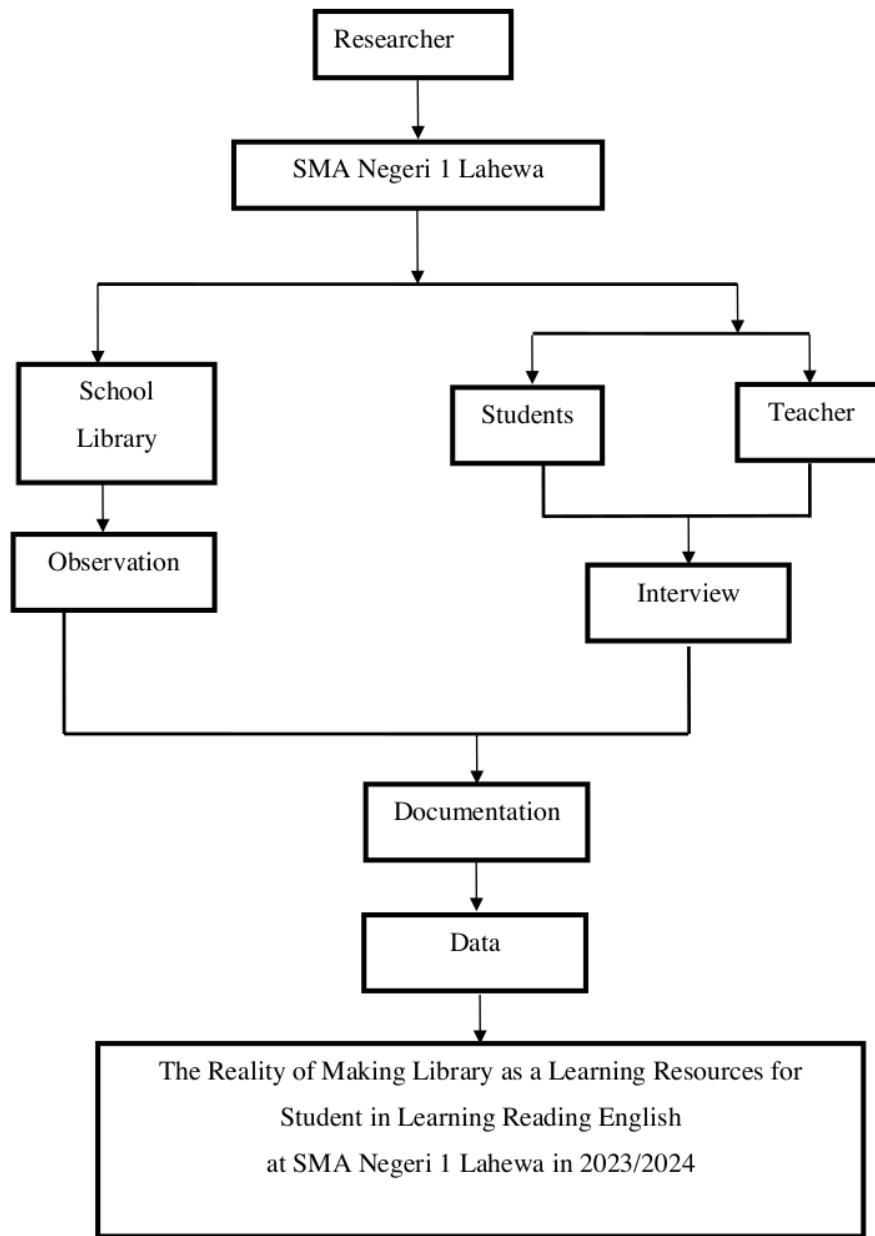 Researcher
SMA Negeri 1 Lahewa
School
Library
Students
Teacher
Observation
Interview
Documentation
Data
The Reality of Making Library as a Learning Resources for
Student in Learning Reading English
at SMA Negeri 1 Lahewa in 2023/2024